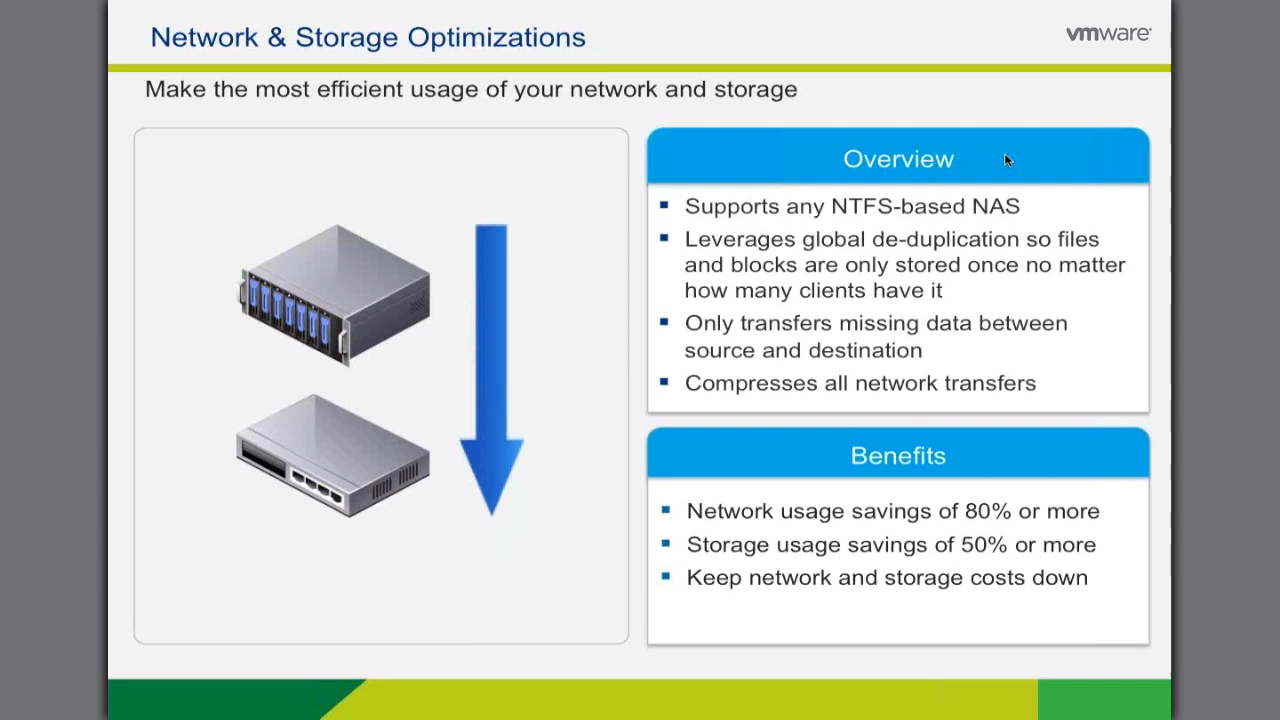 Network & Storage Optimizations
vmware
Make the most efficient usage of your network and storage
Overview
Supports any NTFS-based NAS
Leverages global de-duplication so files
and blocks are only stored once no matter
how many clients have it
Only transfers missing data between
source and destination
Compresses all network transfers
Benefits
Network usage savings of 80% or more
Storage usage savings of 50% or more
Keep network and storage costs down